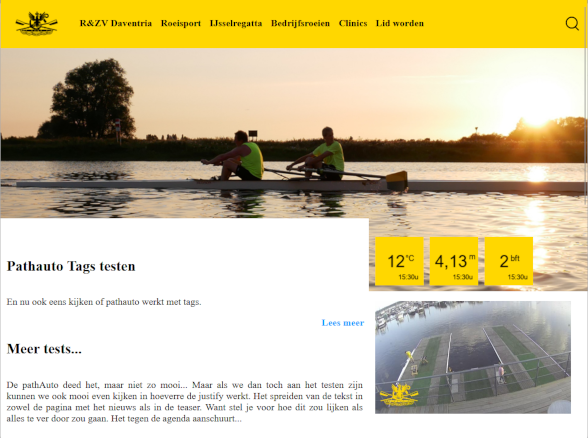 R&ZV Daventria Roeisport IJsselregatta Bedrijfsroeien Clinics Lid worden
12°C 4,13 m 2 bft
15:30u 15:30u 15:30u
Pathauto Tags testen
En nu ook eens kijken of pathauto werkt met tags.
Lees meer
Meer tests...
De pathAuto deed het, maar niet zo mooi... Maar als we dan toch aan het testen zijn
kunnen we ook mooi even kijken in hoeverre de justify werkt. Het spreiden van de tekst in
zowel de pagina met het nieuws als in de teaser. Want stel je voor hoe dit zou lijken als
alles te ver door zou gaan. Het tegen de agenda aanschuurt...